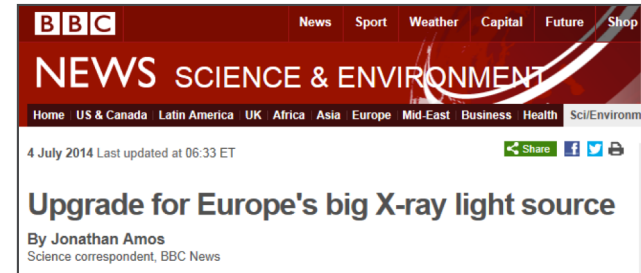 BBC News Sport Weather Capital Future Shop
NEWS SCIENCE & ENVIRONMENT
Home US & Canada Latin America UK Africa Asia Europe Mid-East Business Health Sci/Environm
4 July 2014 Last updated at 06:33 ET Share f
Upgrade for Europe's big X-ray light source
By Jonathan Amos
Science correspondent, BBC News